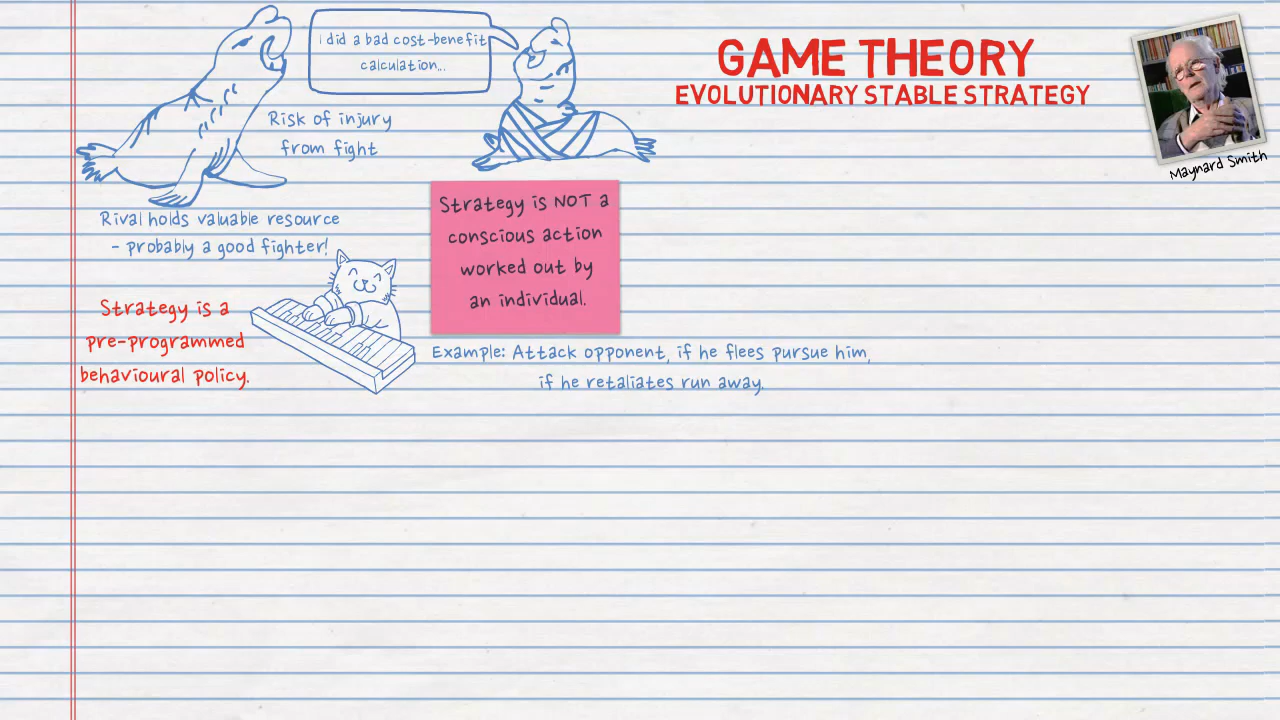 i did a bad cost-benefit
calculation...
GAME THEORY
EVOLUTIONARY STABLE STRATEGY
Maynard Smith
Risk of injury
from fight
Rival holds valuable resource
- probably a good fighter!
Strategy is NOT a
conscious action
worked out by
an individual.
Strategy is a
pre-programmed
behavioural policy.
Example: Attack opponent, if he flees pursue him,
if he retaliates run away.